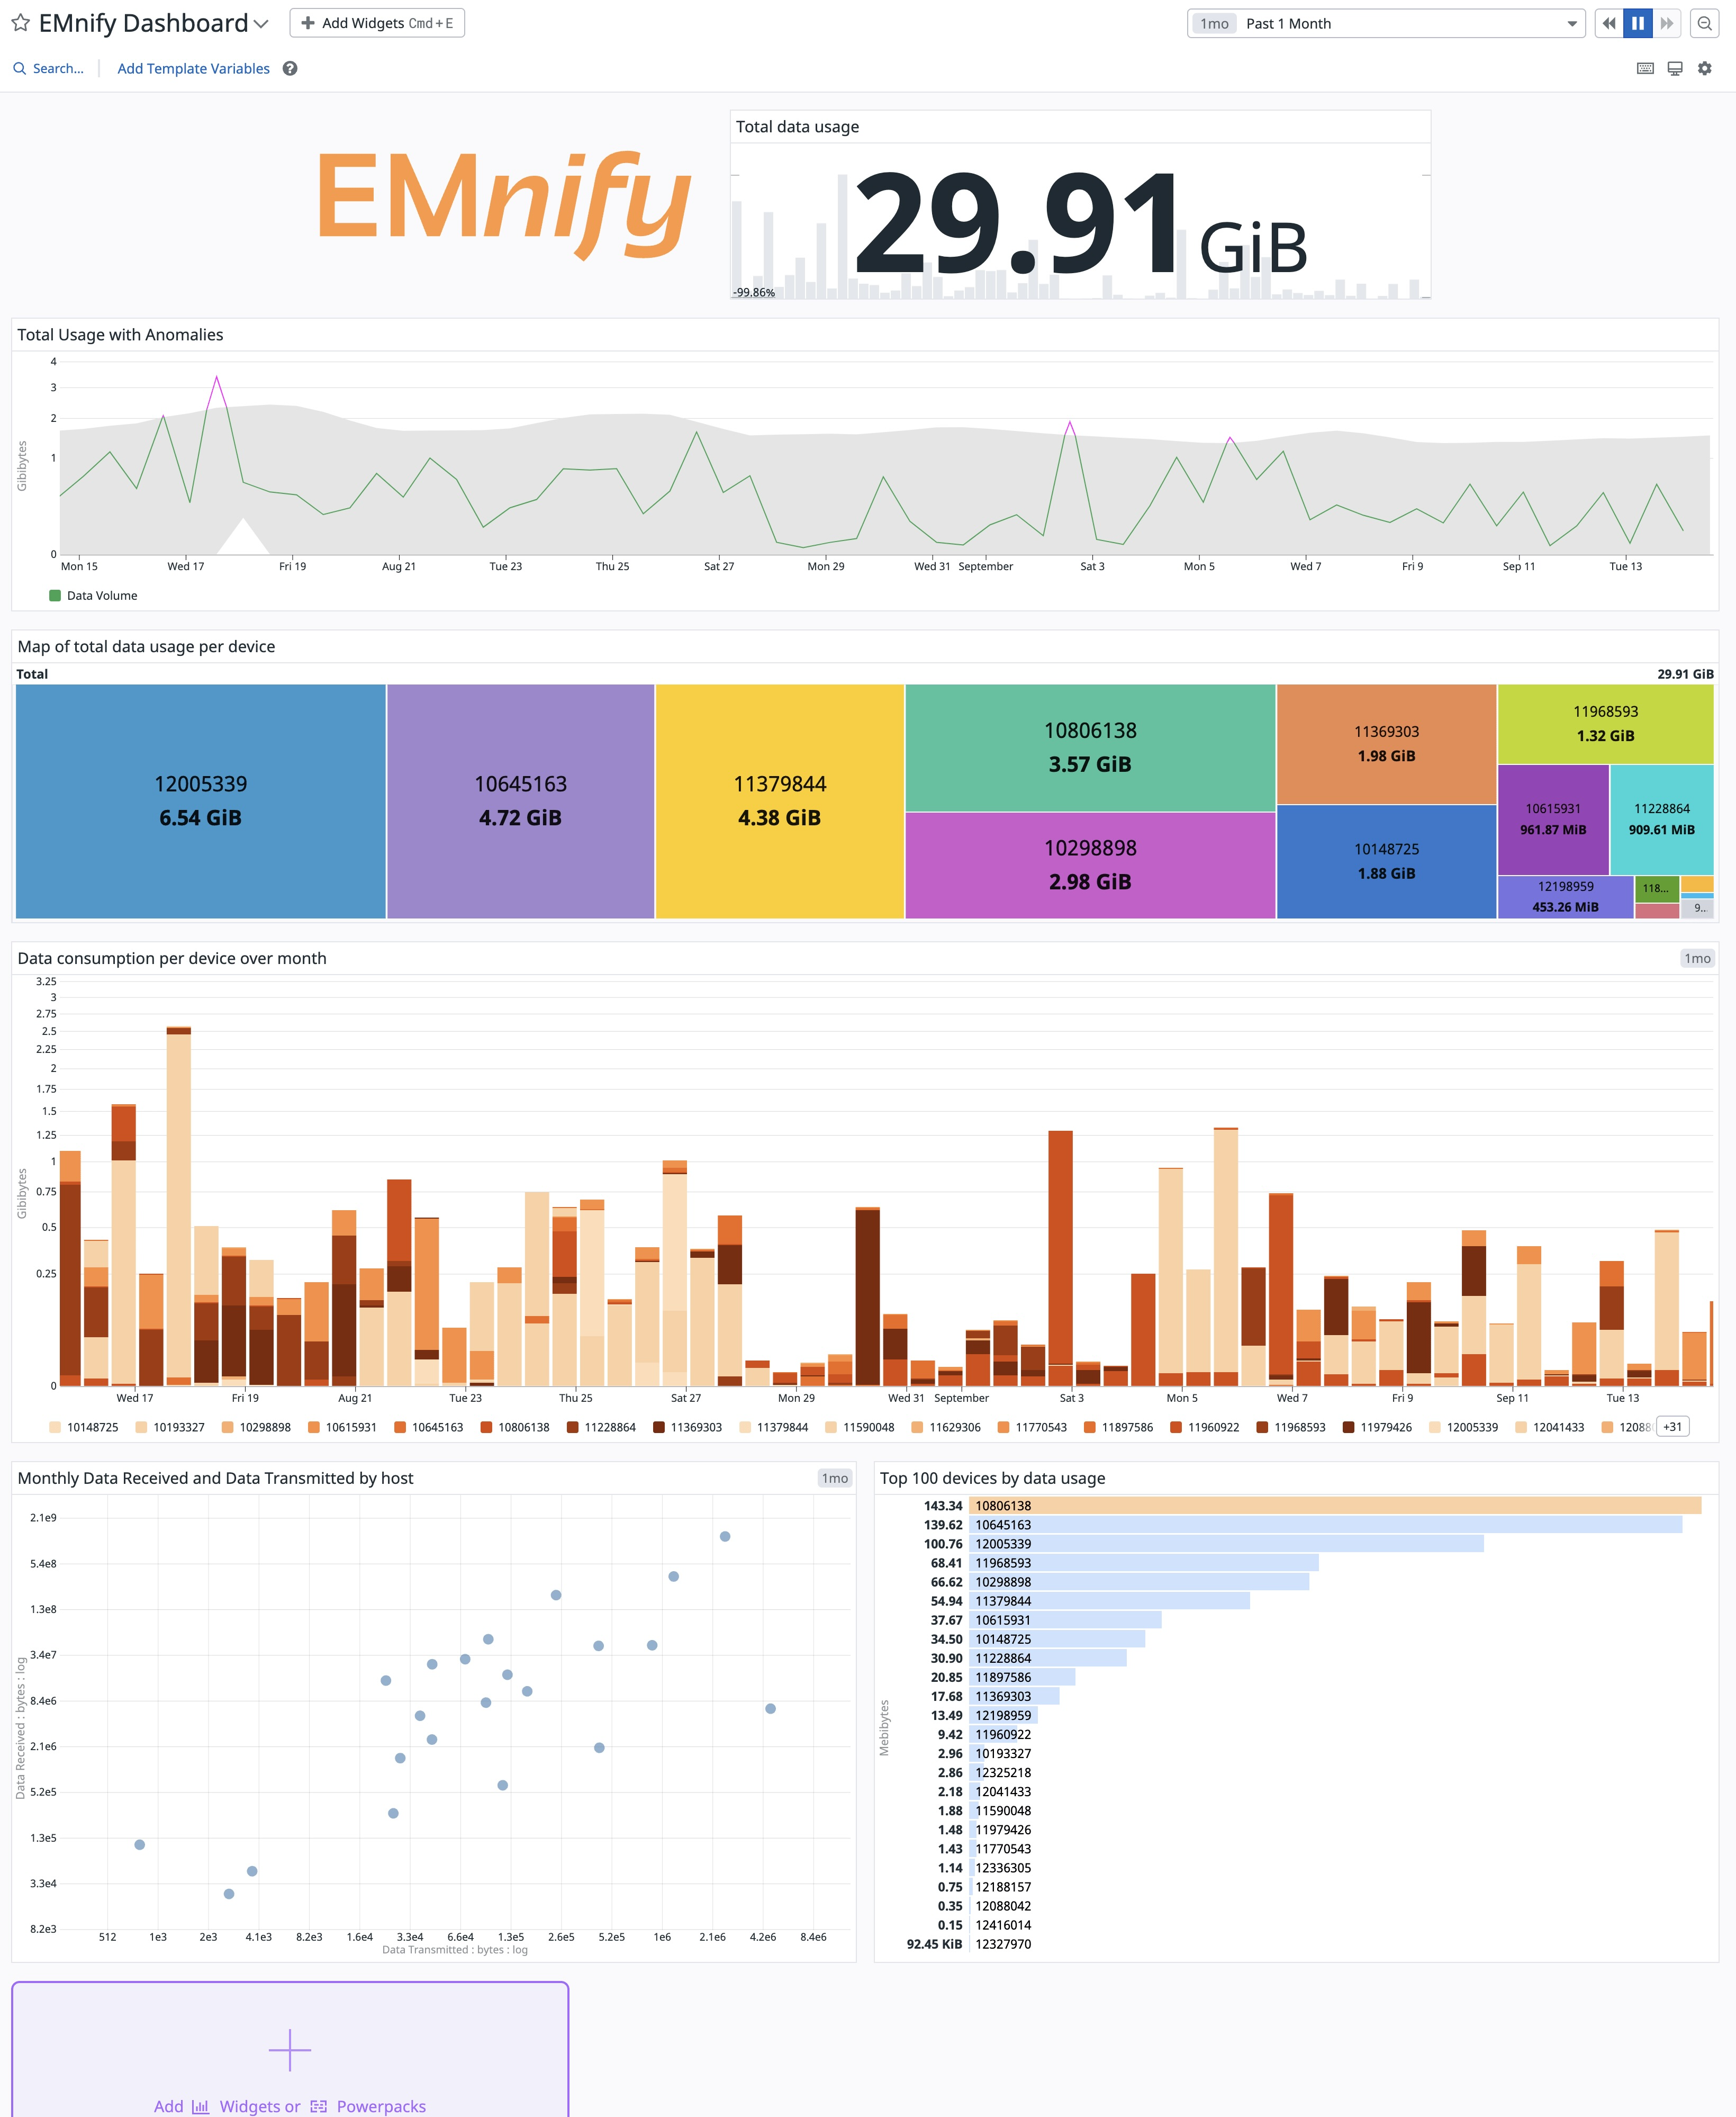 EMnify Dashboard
Add Widgets Cmd + E
1mo Past 1 Month
Search...
Add Template Variables
?
EMnify
Total data usage
29.91 GiB
-99.86%
Total Usage with Anomalies
4
3
2
1
0
Gibibytes
Mon 15 Wed 17 Fri 19 Aug 21 Tue 23 Thu 25 Sat 27 Mon 29 Wed 31 September Sat 3 Mon 5 Wed 7 Fri 9 Sep 11 Tue 13
Data Volume
Map of total data usage per device
Total 29.91 GiB
12005339
6.54 GiB
10645163
4.72 GiB
11379844
4.38 GiB
10806138
3.57 GiB
10298898
2.98 GiB
11369303
1.98 GiB
10148725
1.88 GiB
11968593
1.32 GiB
10615931
961.87 MiB
11228864
909.61 MiB
12198959
453.26 MiB
118...
9...
Data consumption per device over month
1mo
3.25
3
2.75
2.5
2.25
2
1.75
1.5
1.25
1
0.75
0.5
0.25
0
Gibibytes
Wed 17 Fri 19 Aug 21 Tue 23 Thu 25 Sat 27 Mon 29 Wed 31 September Sat 3 Mon 5 Wed 7 Fri 9 Sep 11 Tue 13
10148725 10193327 10298898 10615931 10645163 10806138 11228864 11369303 11379844 11590048 11629306 11770543 11897586 11960922 11968593 11979426 12005339 12041433 12088 +31
Monthly Data Received and Data Transmitted by host
1mo
2.1e9
5.4e8
1.3e8
3.4e7
8.4e6
2.1e6
5.2e5
1.3e5
3.3e4
8.2e3
Data Received : bytes : log
512 1e3 2e3 4.1e3 8.2e3 1.6e4 3.3e4 6.6e4 1.3e5 2.6e5 5.2e5 1e6 2.1e6 4.2e6 8.4e6
Data Transmitted : bytes : log
Top 100 devices by data usage
Mebibytes
143.34 10806138
139.62 10645163
100.76 12005339
68.41 11968593
66.62 10298898
54.94 11379844
37.67 10615931
34.50 10148725
30.90 11228864
20.85 11897586
17.68 11369303
13.49 12198959
9.42 11960922
2.96 10193327
2.86 12325218
2.18 12041433
1.88 11590048
1.48 11979426
1.43 11770543
1.14 12336305
0.75 12188157
0.35 12088042
0.15 12416014
92.45 KiB 12327970
Add Widgets or Powerpacks